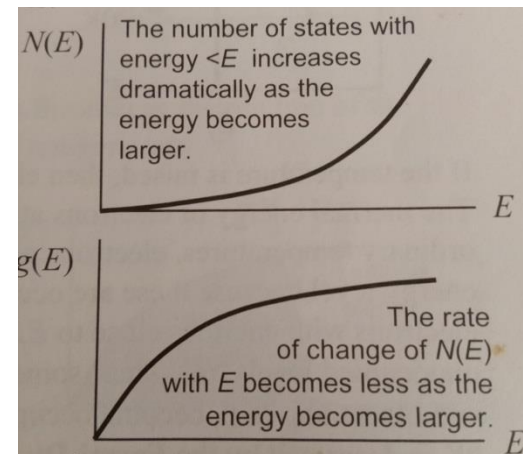 N(E)
The number of states with
energy <E increases
dramatically as the
energy becomes
larger.
E
g(E)
The rate
of change of N(E)
with E becomes less as the
energy becomes larger.
E